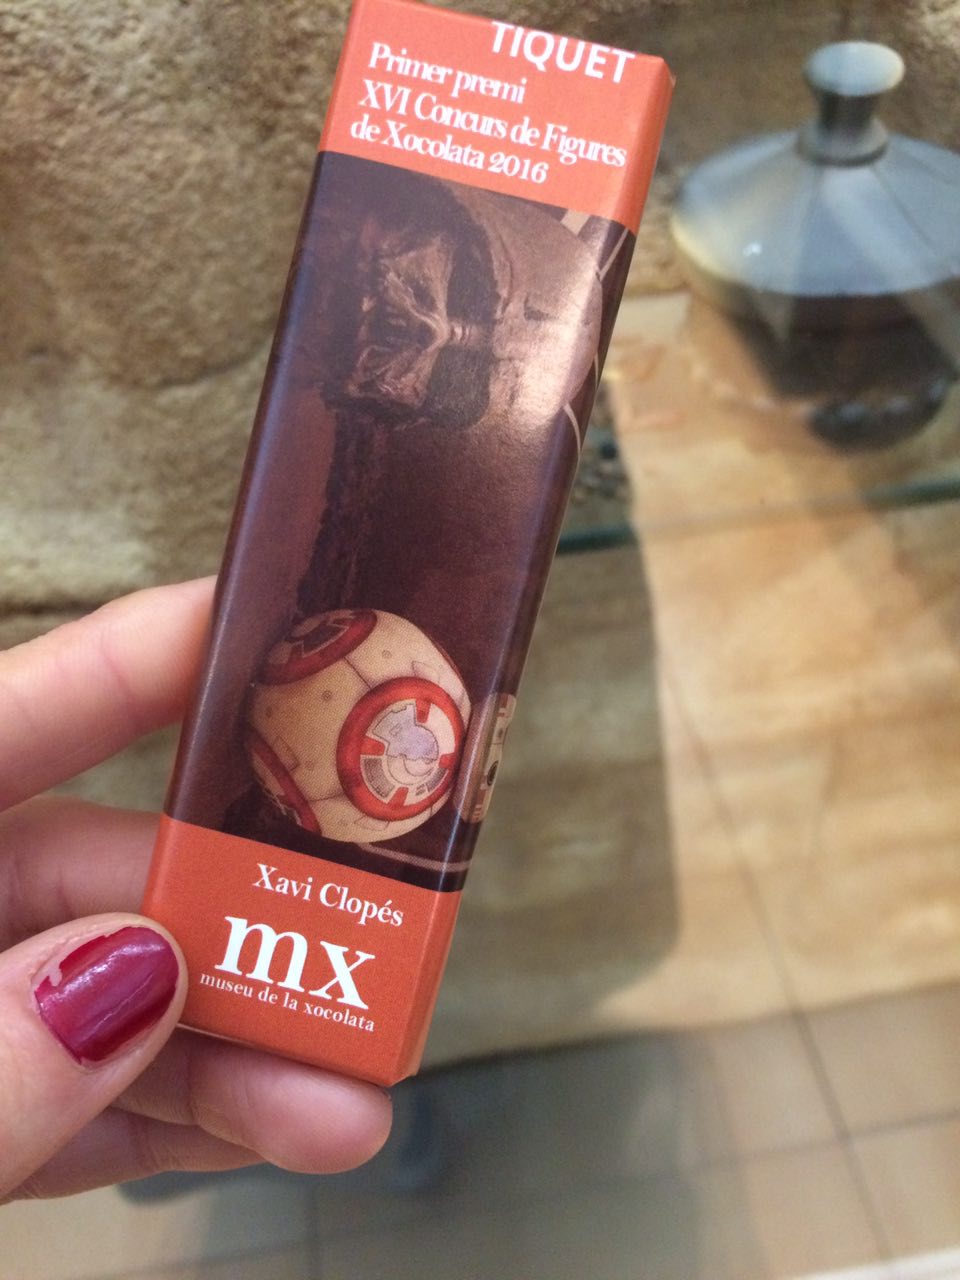 TIQUET
Primer premi
XVI Concurs de Figures
de Xocolata 2016
Xavi Clopés
mx
museu de la xocolata